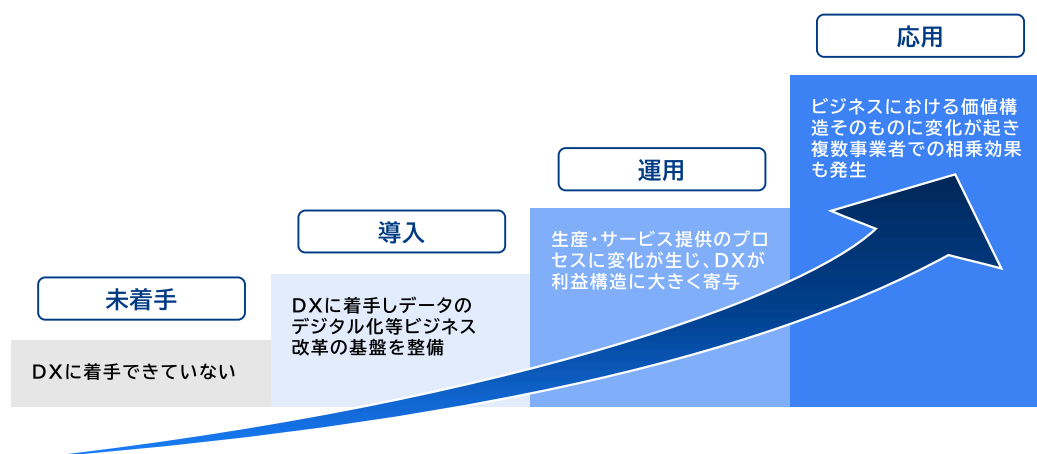 未着手
DXに着手できていない
導入
DXに着手しデータの
デジタル化等ビジネス
改革の基盤を整備
運用
生産・サービス提供のプロ
セスに変化が生じ、DXが
利益構造に大きく寄与
応用
ビジネスにおける価値構
造そのものに変化が起き
複数事業者での相乗効果
も発生